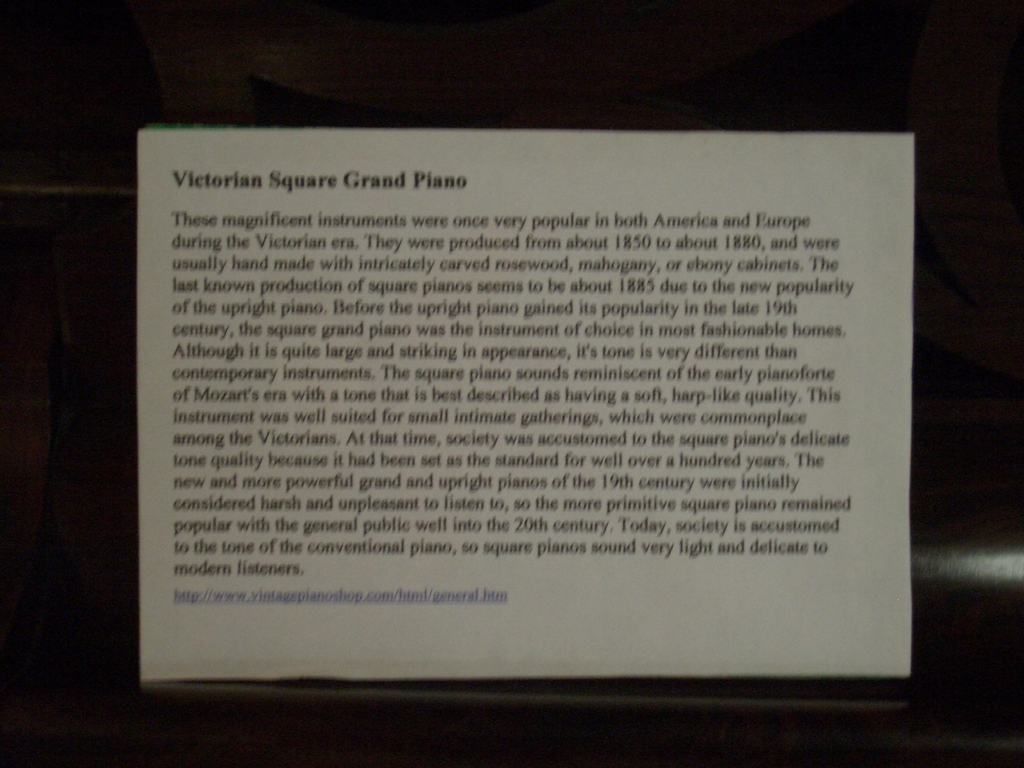 Victorian Square Grand Piano
These magnificent instruments were once very popular in both America and Europe
during the Victorian era. They were produced from about 1850 to about 1880, and were
usually hand made with intricately carved rosewood, mahogany, or ebony cabinets. The
last known production of square pianos seems to be about 1885 due to the new popularity
of the upright piano. Before the upright piano gained its popularity in the late 19th
century, the square grand piano was the instrument of choice in most fashionable homes.
Although it is quite large and striking in appearance, it's tone is very different than
contemporary instruments. The square piano sounds reminiscent of the early pianoforte
of Mozart's era with a tone that is best described as having a soft, harp-like quality. This
instrument was well suited for small intimate gatherings, which were commonplace
among the Victorians. At that time, society was accustomed to the square piano's delicate
tone quality because it had been set as the standard for well over a hundred years. The
new and more powerful grand and upright pianos of the 19th century were initially
considered harsh and unpleasant to listen to, so the more primitive square piano remained
popular with the general public well into the 20th century. Today, society is accustomed
to the tone of the conventional piano, so square pianos sound very light and delicate to
modern listeners.
http://www.vintagepianoshop.com/html/general.htm